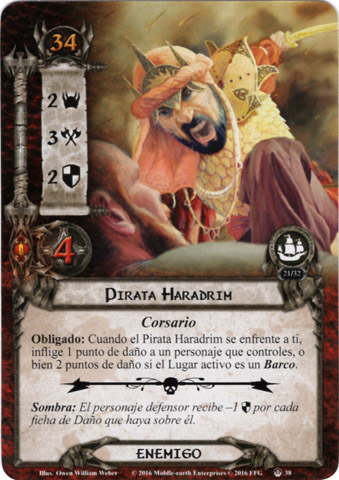 34
2
3
2
4
21/32
Pirata Haradrim
Corsario
Obligado: Cuando el Pirata Haradrim se enfrente a ti,
inflige 1 punto de daño a un personaje que controles, o
bien 2 puntos de daño si el Lugar activo es un Barco.
Sombra: El personaje defensor recibe –1 por cada
ficha de Daño que haya sobre él.
ENEMIGO
Illus. Owen William Weber © 2016 Middle-earth Enterprises © 2016 FFG 38